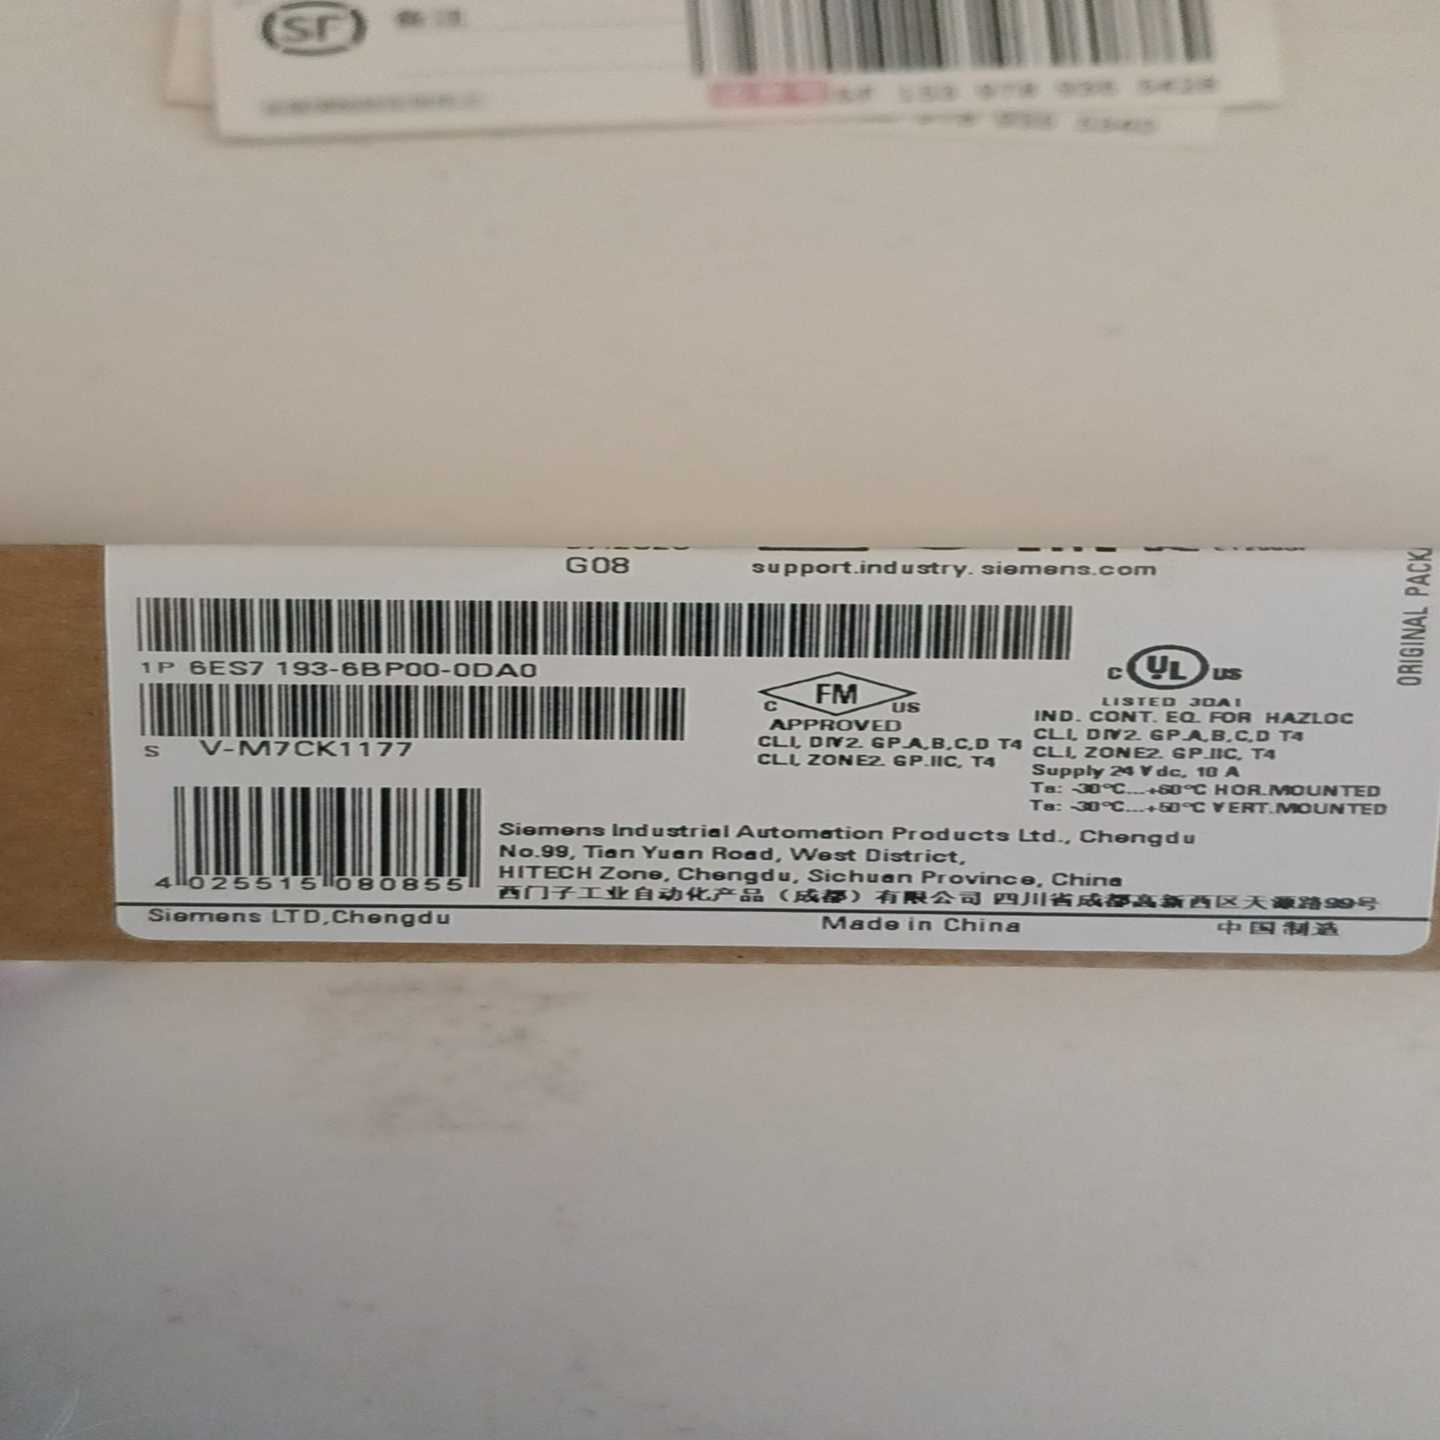 SF
G08
support.industry.siemens.com
ORIGINAL PACK
1P 6ES7 193-6BP00-0DA0
S V-M7CK1177
C FM US
APPROVED
CL.I, DIV2. GP.A,B,C,D T4
CL.I, ZONE2. GP.IIC, T4
C UL US
LISTED 3DA1
IND. CONT. EQ. FOR HAZLOC
CL.I, DIV2. GP.A,B,C,D T4
CL.I, ZONE2. GP.IIC, T4
Supply 24 Vdc, 10 A
Ta: -30°C...+60°C HOR.MOUNTED
Ta: -30°C...+50°C VERT.MOUNTED
4 025515 080855
Siemens Industrial Automation Products Ltd., Chengdu
No.99, Tian Yuan Road, West District,
HITECH Zone, Chengdu, Sichuan Province, China
西门子工业自动化产品（成都）有限公司 四川省成都高新西区天源路99号
Siemens LTD,Chengdu
Made in China
中国制造